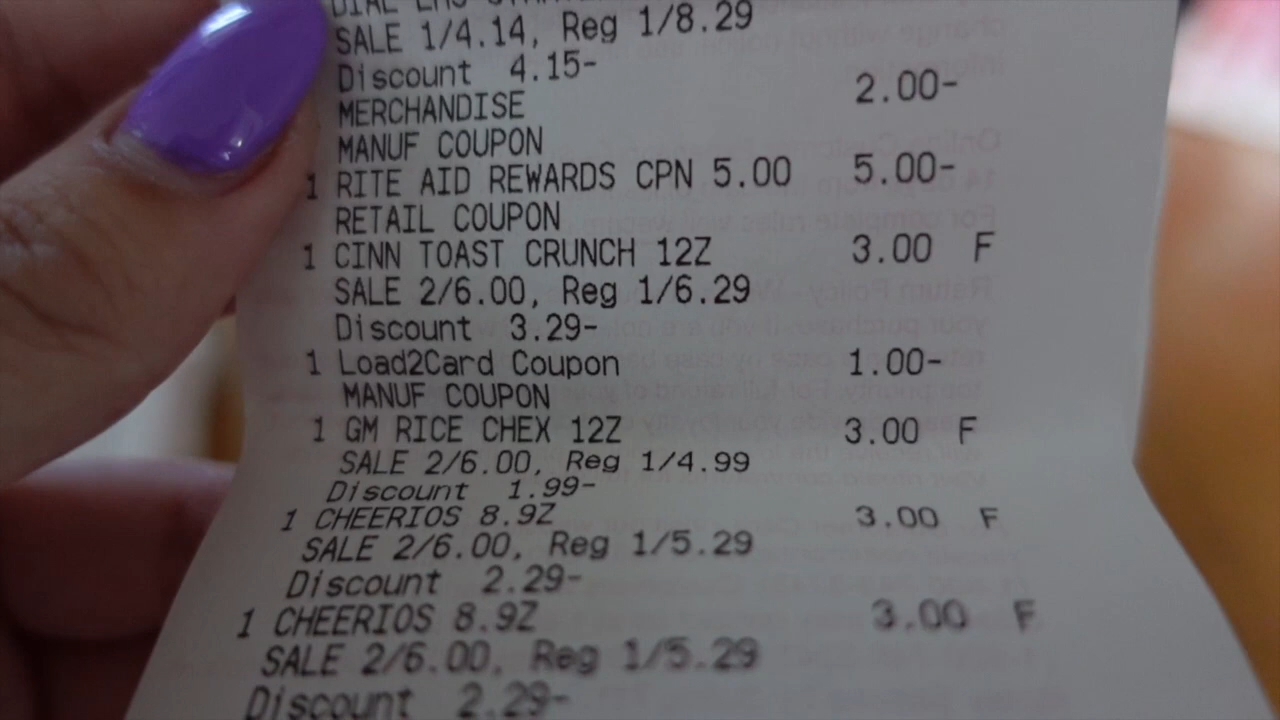 DIAL
SALE 1/4.14, Reg 1/8.29
Discount 4.15-
MERCHANDISE 2.00-
MANUF COUPON
1 RITE AID REWARDS CPN 5.00 5.00-
RETAIL COUPON
1 CINN TOAST CRUNCH 12Z 3.00 F
SALE 2/6.00, Reg 1/6.29
Discount 3.29-
1 Load2Card Coupon 1.00-
MANUF COUPON
1 GM RICE CHEX 12Z 3.00 F
SALE 2/6.00, Reg 1/4.99
Discount 1.99-
1 CHEERIOS 8.9Z 3.00 F
SALE 2/6.00, Reg 1/5.29
Discount 2.29-
1 CHEERIOS 8.9Z 3.00 F
SALE 2/6.00, Reg 1/5.29
Discount 2.29-